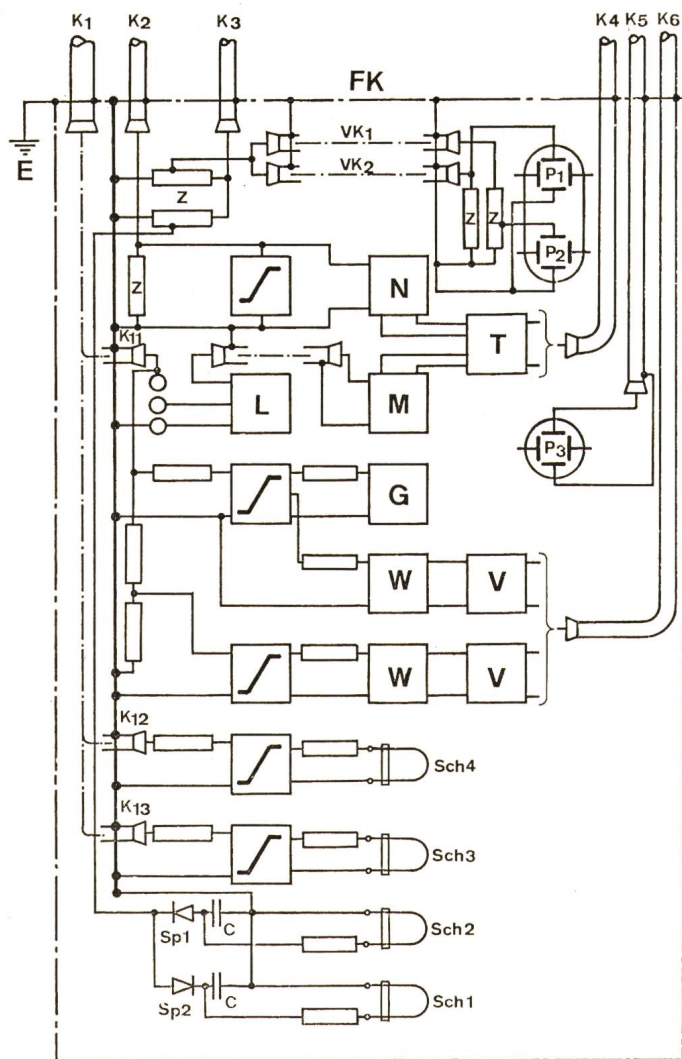 K1 K2 K3 K4 K5 K6
FK
E
VK1
VK2
Z
Z Z
P1
P2
Z
N
T
K11
L M
P3
G
W V
W V
K12
Sch4
K13
Sch3
Sp1 C Sch2
Sp2 C Sch1